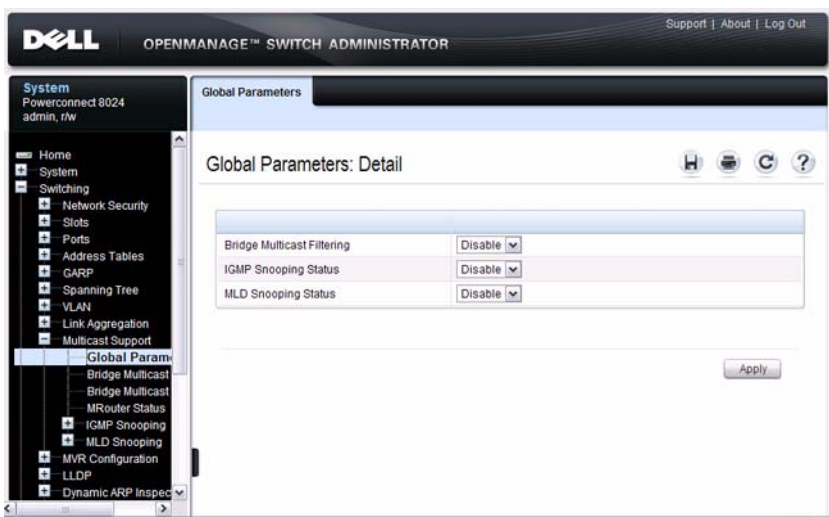 Support | About | Log Out
DELL OPENMANAGE™ SWITCH ADMINISTRATOR
System
Powerconnect 8024
admin, r/w
Home
System
Switching
Network Security
Slots
Ports
Address Tables
GARP
Spanning Tree
VLAN
Link Aggregation
Multicast Support
Global Param
Bridge Multicast
Bridge Multicast
MRouter Status
IGMP Snooping
MLD Snooping
MVR Configuration
LLDP
Dynamic ARP Inspec
Global Parameters
Global Parameters: Detail
Bridge Multicast Filtering Disable
IGMP Snooping Status Disable
MLD Snooping Status Disable
Apply